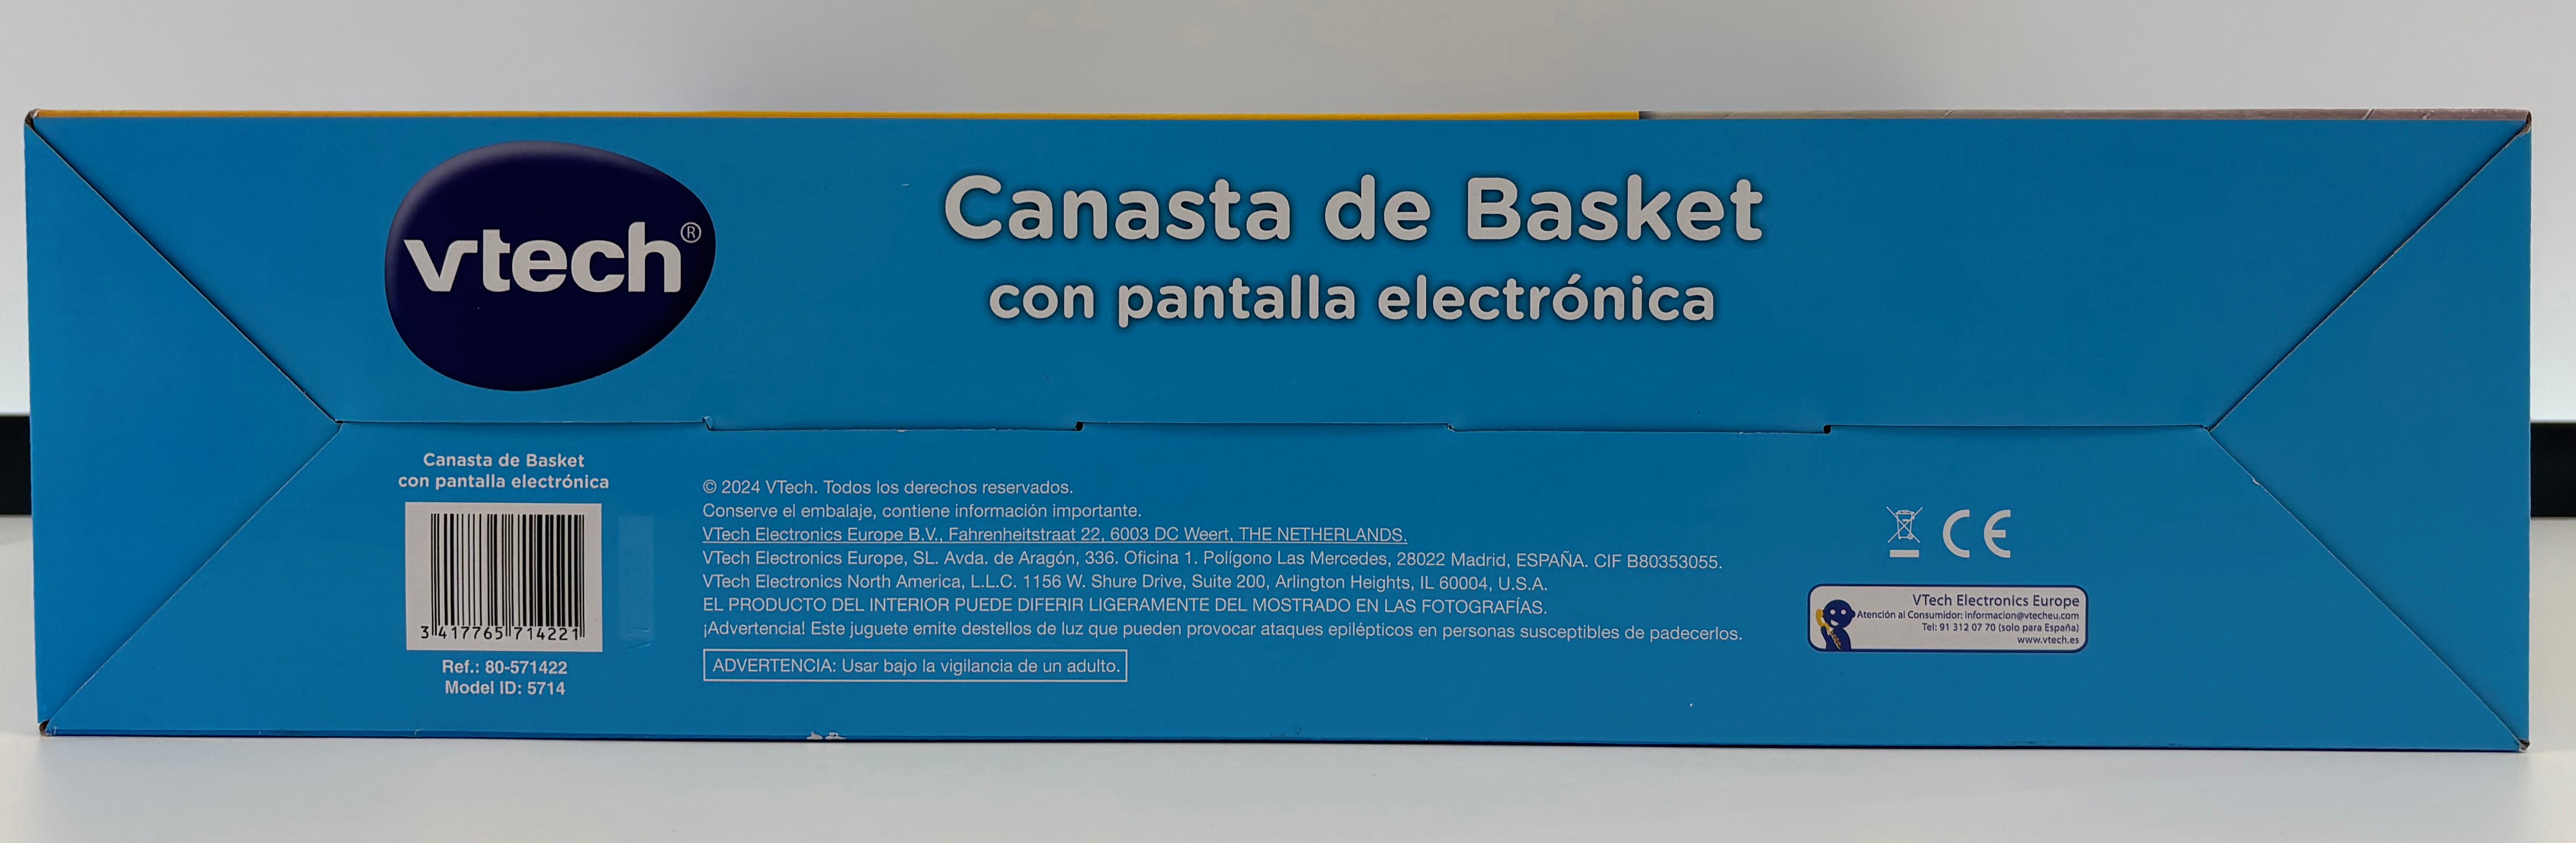 vtech®
Canasta de Basket
con pantalla electrónica
Canasta de Basket
con pantalla electrónica
3 417765 714221
Ref.: 80-571422
Model ID: 5714
© 2024 VTech. Todos los derechos reservados.
Conserve el embalaje, contiene información importante.
VTech Electronics Europe B.V., Fahrenheitstraat 22, 6003 DC Weert, THE NETHERLANDS.
VTech Electronics Europe, SL. Avda. de Aragón, 336. Oficina 1. Polígono Las Mercedes, 28022 Madrid, ESPAÑA. CIF B80353055.
VTech Electronics North America, L.L.C. 1156 W. Shure Drive, Suite 200, Arlington Heights, IL 60004, U.S.A.
EL PRODUCTO DEL INTERIOR PUEDE DIFERIR LIGERAMENTE DEL MOSTRADO EN LAS FOTOGRAFÍAS.
¡Advertencia! Este juguete emite destellos de luz que pueden provocar ataques epilépticos en personas susceptibles de padecerlos.
ADVERTENCIA: Usar bajo la vigilancia de un adulto.
CE
VTech Electronics Europe
Atención al Consumidor: informacion@vtecheu.com
Tel: 91 312 07 70 (solo para España)
www.vtech.es